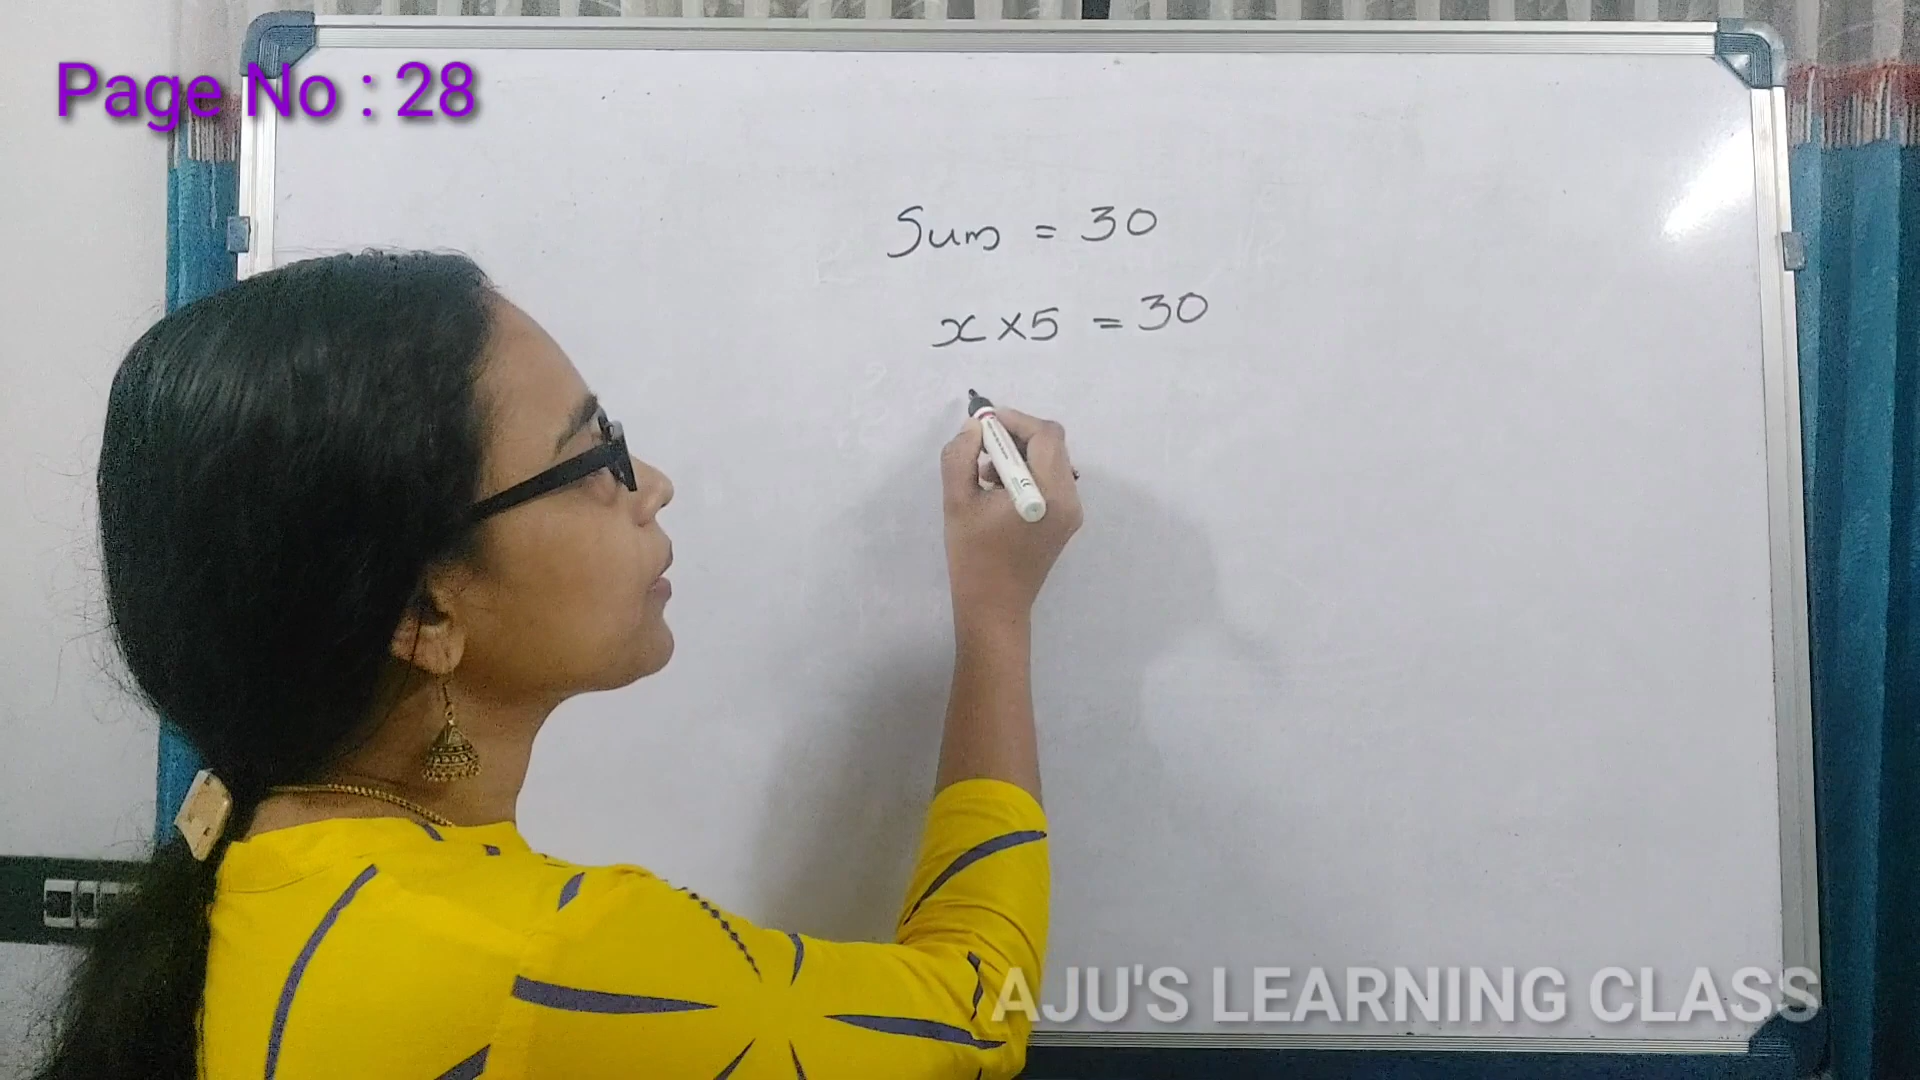 Page No : 28
Sum = 30
x × 5 = 30
AJU'S LEARNING CLASS